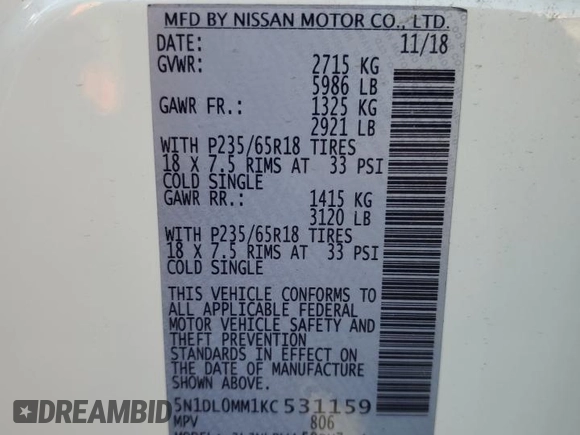 MFD BY NISSAN MOTOR CO., LTD.
DATE: 11/18
GVWR: 2715 KG
5986 LB
GAWR FR.: 1325 KG
2921 LB
WITH P235/65R18 TIRES
18 X 7.5 RIMS AT 33 PSI
COLD SINGLE
GAWR RR.: 1415 KG
3120 LB
WITH P235/65R18 TIRES
18 X 7.5 RIMS AT 33 PSI
COLD SINGLE
THIS VEHICLE CONFORMS TO
ALL APPLICABLE FEDERAL
MOTOR VEHICLE SAFETY AND
THEFT PREVENTION
STANDARDS IN EFFECT ON
THE DATE OF MANUFACTURE
SHOWN ABOVE.
5N1DL0MM1KC 531159
MPV 806
DREAMBID